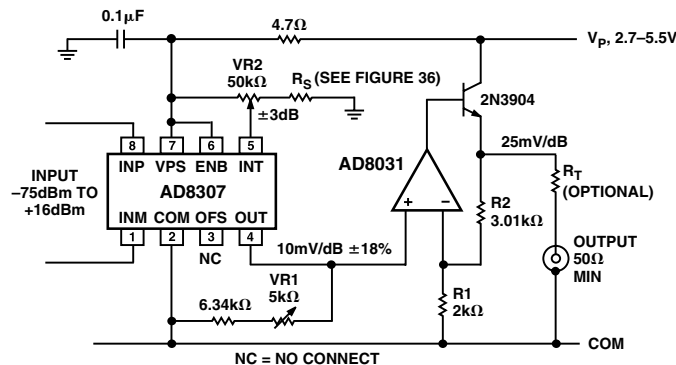 0.1µF
4.7Ω
V_P, 2.7–5.5V
VR2
50kΩ
R_S (SEE FIGURE 36)
±3dB
2N3904
8 7 6 5
INP VPS ENB INT
INPUT
–75dBm TO
+16dBm
AD8307
INM COM OFS OUT
1 2 3 4
NC
AD8031
+ –
25mV/dB
R_T
(OPTIONAL)
R2
3.01kΩ
10mV/dB ±18%
OUTPUT
50Ω
MIN
VR1
5kΩ
6.34kΩ
R1
2kΩ
COM
NC = NO CONNECT